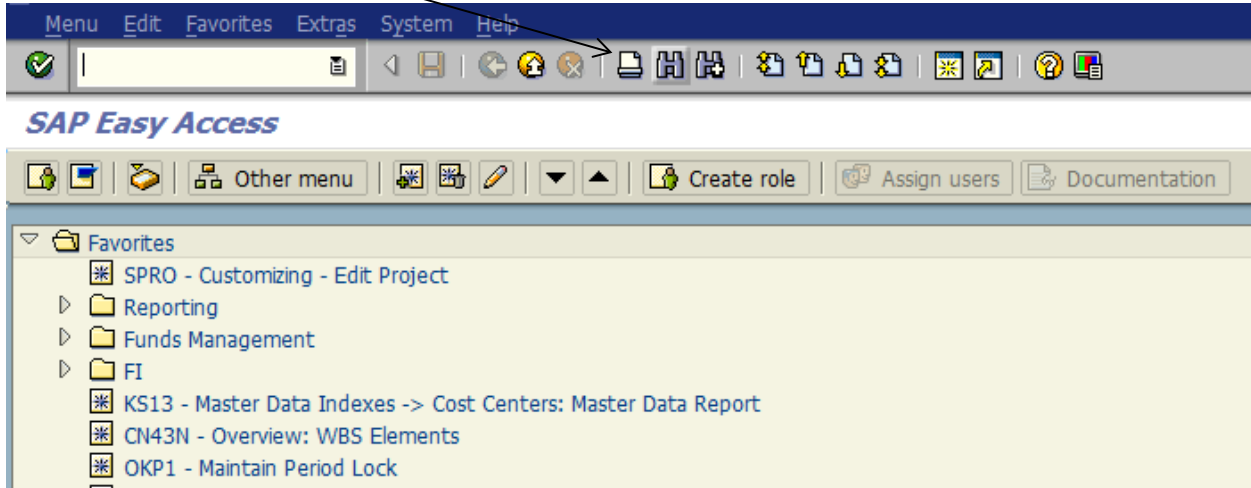 Menu Edit Favorites Extras System Help
SAP Easy Access
Other menu Create role Assign users Documentation
Favorites
SPRO - Customizing - Edit Project
Reporting
Funds Management
FI
KS13 - Master Data Indexes -> Cost Centers: Master Data Report
CN43N - Overview: WBS Elements
OKP1 - Maintain Period Lock